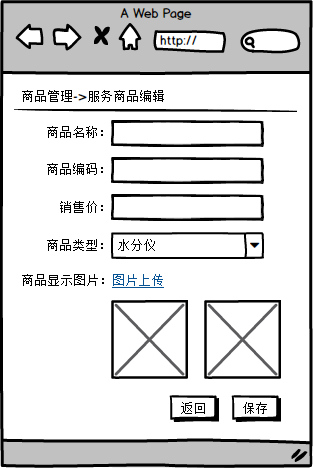 A Web Page
http://
商品管理->服务商品编辑
商品名称：
商品编码：
销售价：
商品类型：水分仪
商品显示图片：图片上传
返回 保存